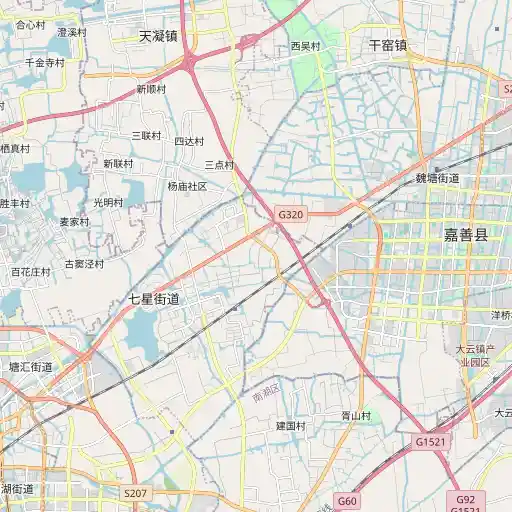 合心村
澄溪村
天凝镇
西吴村
干窑镇
千金寺村
新顺村
三联村
四达村
栖真村
新联村
三点村
杨庙社区
魏塘街道
光明村
胜丰村
麦家村
G320
嘉善县
古窦泾村
百花庄村
七星街道
洋桥
大云镇产
业园区
塘汇街道
南湖区
大云
胥山村
建国村
G1521
湖街道
S207
G60
G92
G1521